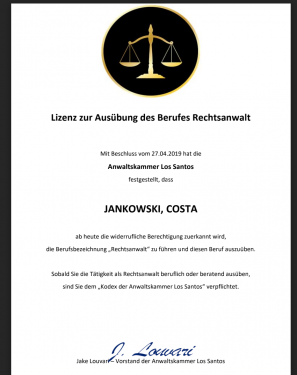 Lizenz zur Ausübung des Berufes Rechtsanwalt
Mit Beschluss vom 27.04.2019 hat die
Anwaltskammer Los Santos
festgestellt, dass
JANKOWSKI, COSTA
ab heute die widerrufliche Berechtigung zuerkannt wird,
die Berufsbezeichnung „Rechtsanwalt“ zu führen und diesen Beruf auszuüben.
Sobald Sie die Tätigkeit als Rechtsanwalt beruflich oder beratend ausüben,
sind Sie dem „Kodex der Anwaltskammer Los Santos“ verpflichtet.
J. Louvari
Jake Louvari – Vorstand der Anwaltskammer Los Santos